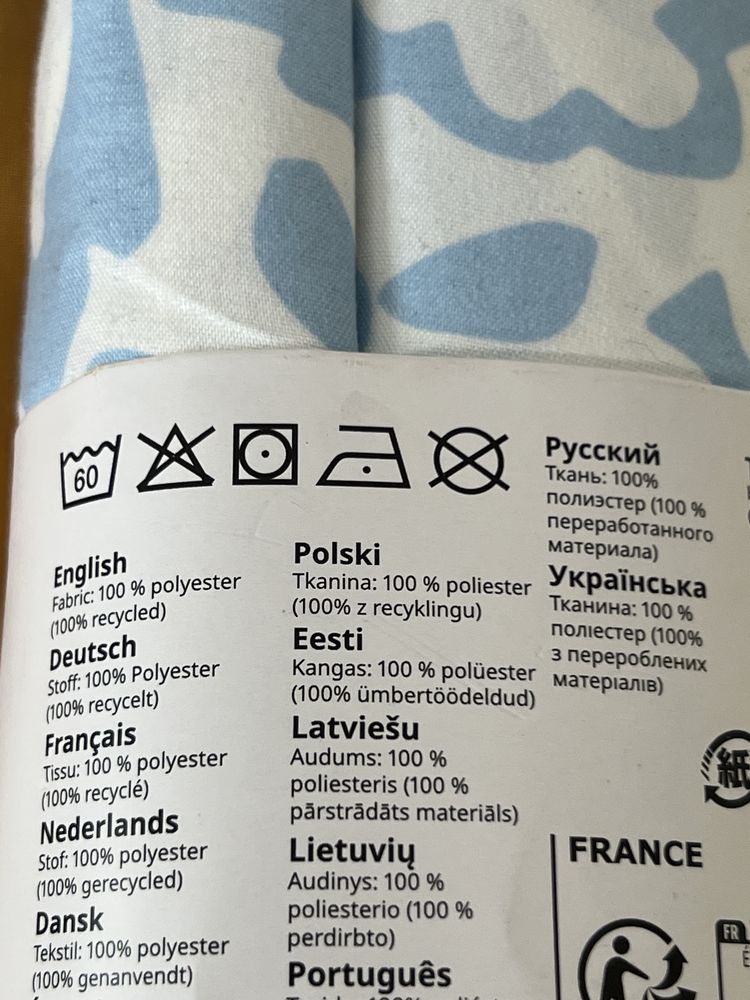 60
English
Fabric: 100 % polyester
(100% recycled)
Deutsch
Stoff: 100% Polyester
(100% recycelt)
Français
Tissu: 100 % polyester
(100% recyclé)
Nederlands
Stof: 100% polyester
(100% gerecycled)
Dansk
Tekstil: 100% polyester
(100% genanvendt)
Polski
Tkanina: 100 % poliester
(100% z recyklingu)
Eesti
Kangas: 100 % polüester
(100% ümbertöödeldud)
Latviešu
Audums: 100 %
poliesteris (100 %
pārstrādāts materiāls)
Lietuvių
Audinys: 100 %
poliesterio (100 %
perdirbto)
Português
Русский
Ткань: 100%
полиэстер (100 %
переработанного
материала)
Українська
Тканина: 100 %
поліестер (100%
з перероблених
матеріалів)
紙
FRANCE
FR